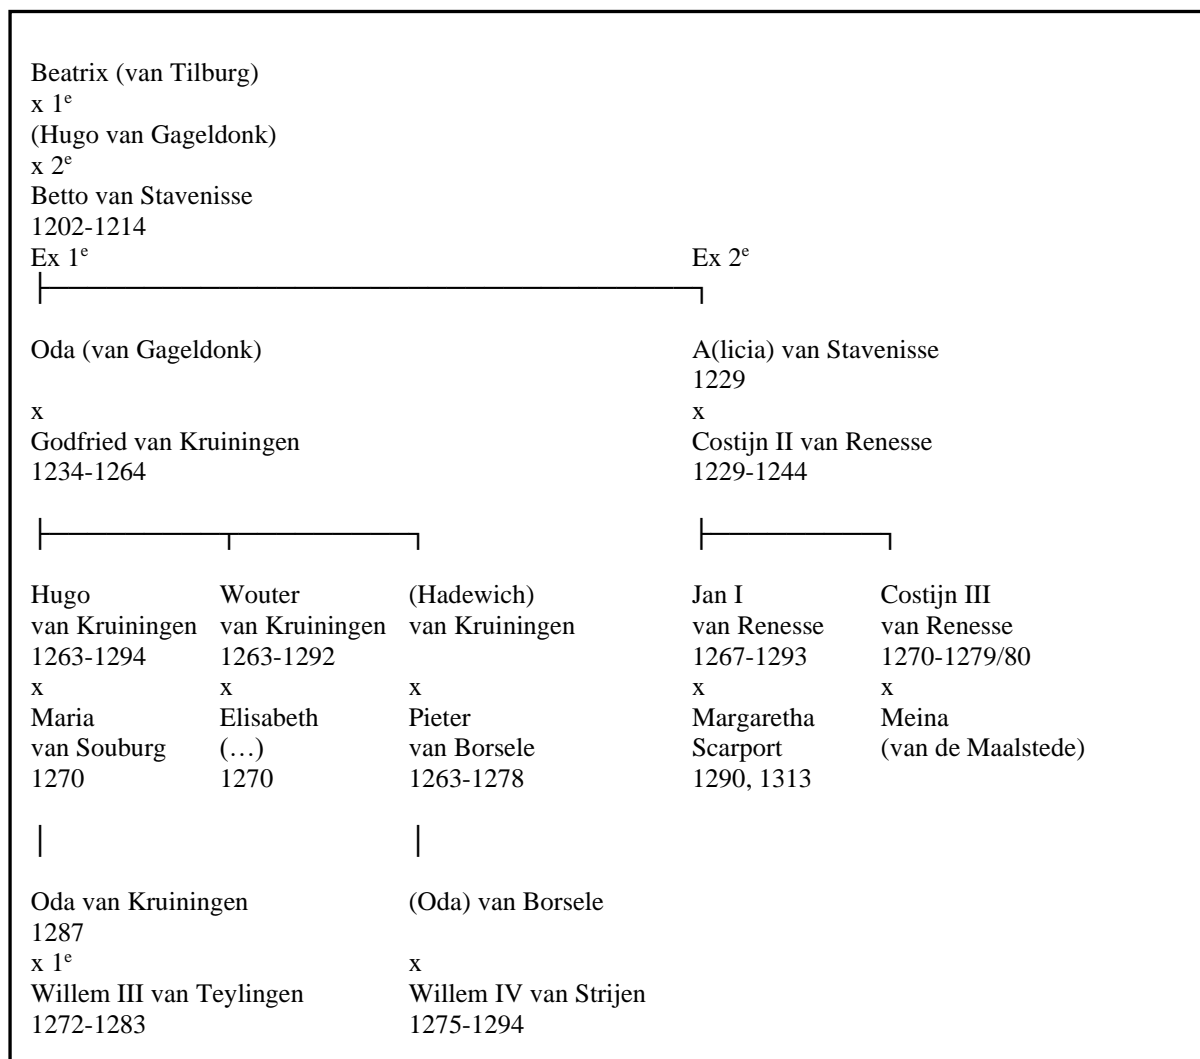 Beatrix (van Tilburg)
x 1e
(Hugo van Gageldonk)
x 2e
Betto van Stavenisse
1202-1214
Ex 1e Ex 2e
Oda (van Gageldonk) A(licia) van Stavenisse
1229
x x
Godfried van Kruiningen Costijn II van Renesse
1234-1264 1229-1244
Hugo Wouter (Hadewich) Jan I Costijn III
van Kruiningen van Kruiningen van Kruiningen van Renesse van Renesse
1263-1294 1263-1292 1267-1293 1270-1279/80
x x x x x
Maria Elisabeth Pieter Margaretha Meina
van Souburg (…) van Borsele Scarport (van de Maalstede)
1270 1270 1263-1278 1290, 1313
Oda van Kruiningen (Oda) van Borsele
1287
x 1e x
Willem III van Teylingen Willem IV van Strijen
1272-1283 1275-1294